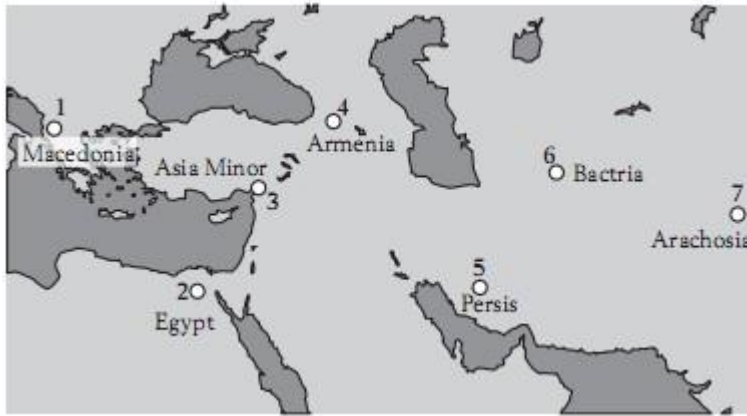 1
Macedonia
Asia Minor
3
4
Armenia
6
Bactria
7
Arachosia
2
Egypt
5
Persis